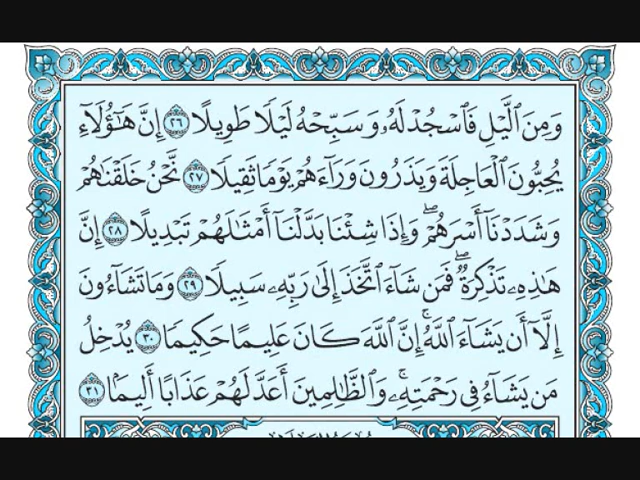 وَمِنَ ٱلَّيْلِ فَٱسْجُدْ لَهُۥ وَسَبِّحْهُ لَيْلًا طَوِيلًا ٢٦ إِنَّ هَٰٓؤُلَآءِ
يُحِبُّونَ ٱلْعَاجِلَةَ وَيَذَرُونَ وَرَآءَهُمْ يَوْمًا ثَقِيلًا ٢٧ نَّحْنُ خَلَقْنَٰهُمْ
وَشَدَدْنَآ أَسْرَهُمْ ۖ وَإِذَا شِئْنَا بَدَّلْنَآ أَمْثَٰلَهُمْ تَبْدِيلًا ٢٨ إِنَّ
هَٰذِهِۦ تَذْكِرَةٌ ۖ فَمَن شَآءَ ٱتَّخَذَ إِلَىٰ رَبِّهِۦ سَبِيلًا ٢٩ وَمَا تَشَآءُونَ
إِلَّآ أَن يَشَآءَ ٱللَّهُ ۚ إِنَّ ٱللَّهَ كَانَ عَلِيمًا حَكِيمًا ٣٠ يُدْخِلُ
مَن يَشَآءُ فِى رَحْمَتِهِۦ ۚ وَٱلظَّٰلِمِينَ أَعَدَّ لَهُمْ عَذَابًا أَلِيمًۢا ٣١